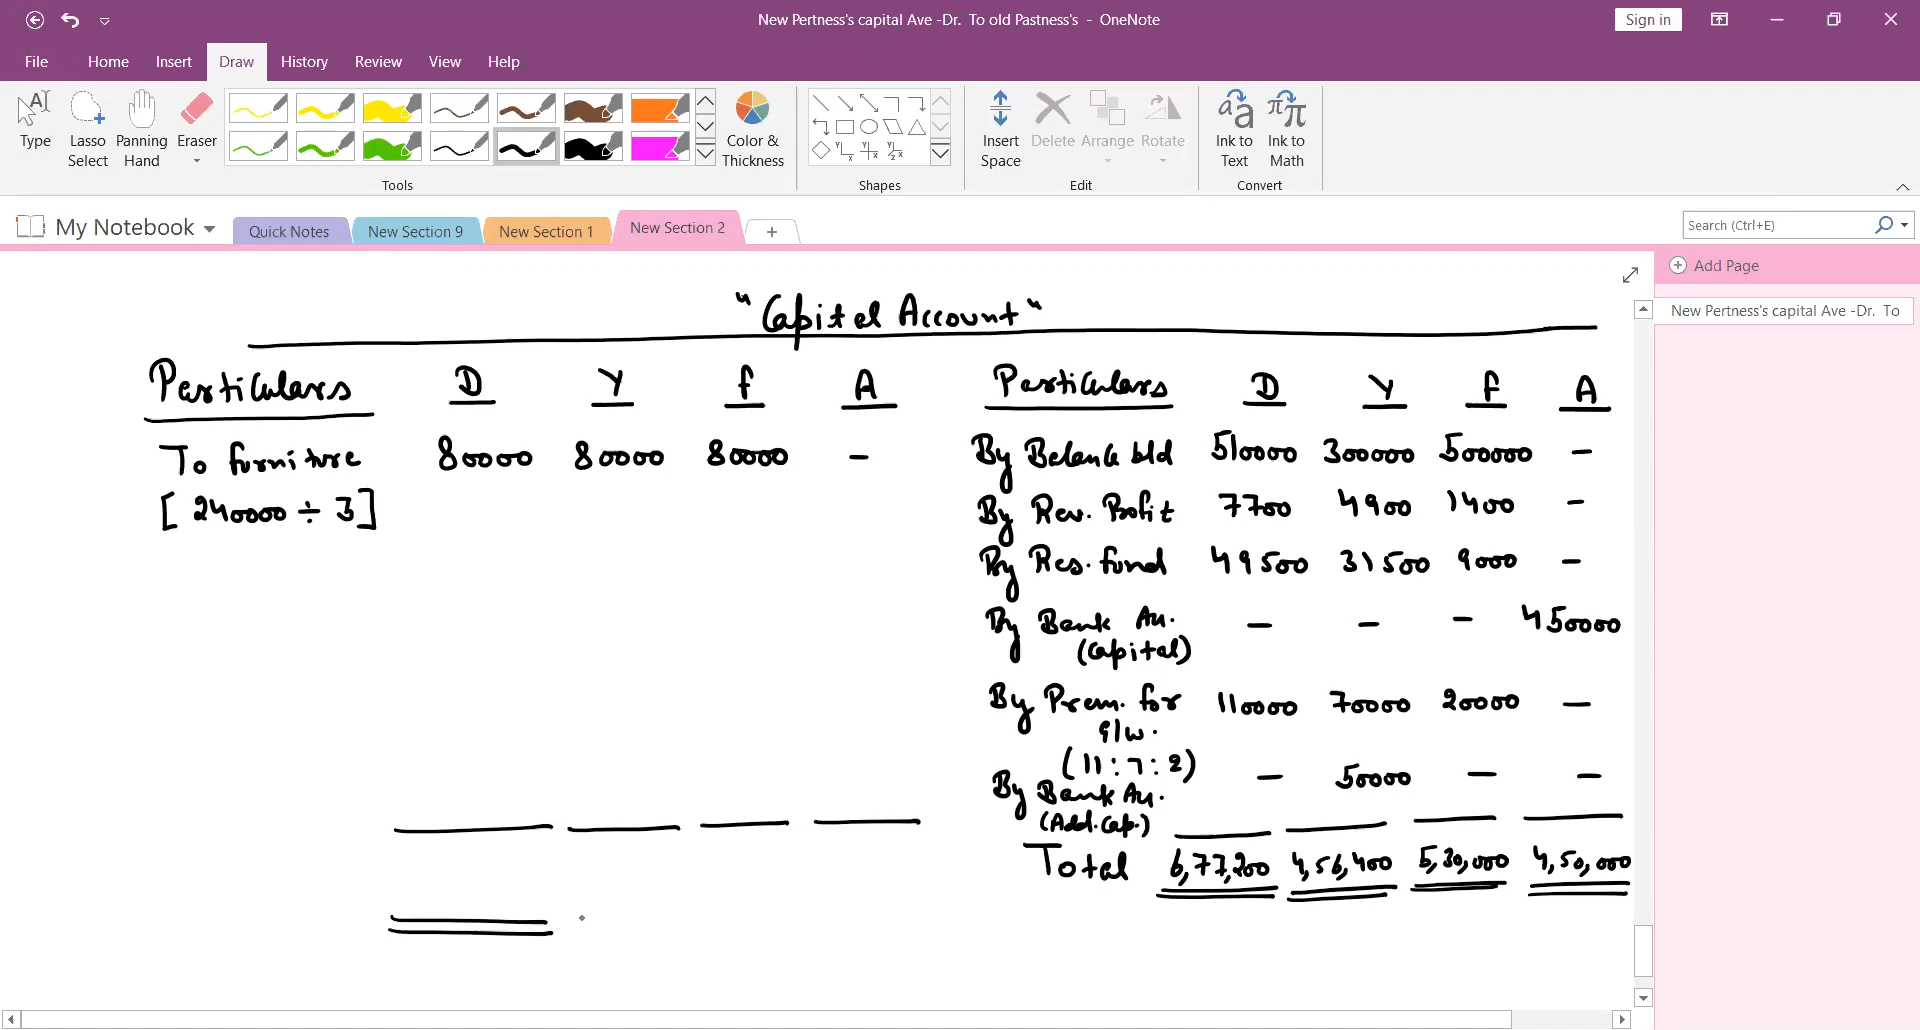 New Pertness's capital Ave -Dr. To old Pastness's - OneNote
Sign in
File Home Insert Draw History Review View Help
Type
Lasso Select
Panning Hand
Eraser
Color & Thickness
Insert Space
Delete Arrange Rotate
Ink to Text
Ink to Math
Tools Shapes Edit Convert
My Notebook Quick Notes New Section 9 New Section 1 New Section 2 +
Search (Ctrl+E)
Add Page
New Pertness's capital Ave -Dr. To
"Capital Account"
Particulars D Y F A Particulars D Y F A
To furniture 80000 80000 80000 - By Balance b/d 510000 300000 500000 -
[240000 ÷ 3] By Rev. Profit 7700 4900 1400 -
By Res. fund 49500 31500 9000 -
By Bank Au. - - - 450000
(Capital)
By Prem. for 110000 70000 20000 -
g/w.
(11:7:2)
By Bank Au. - 50000 - -
(Add. Cap.)
Total 6,77,200 4,56,400 5,30,000 4,50,000